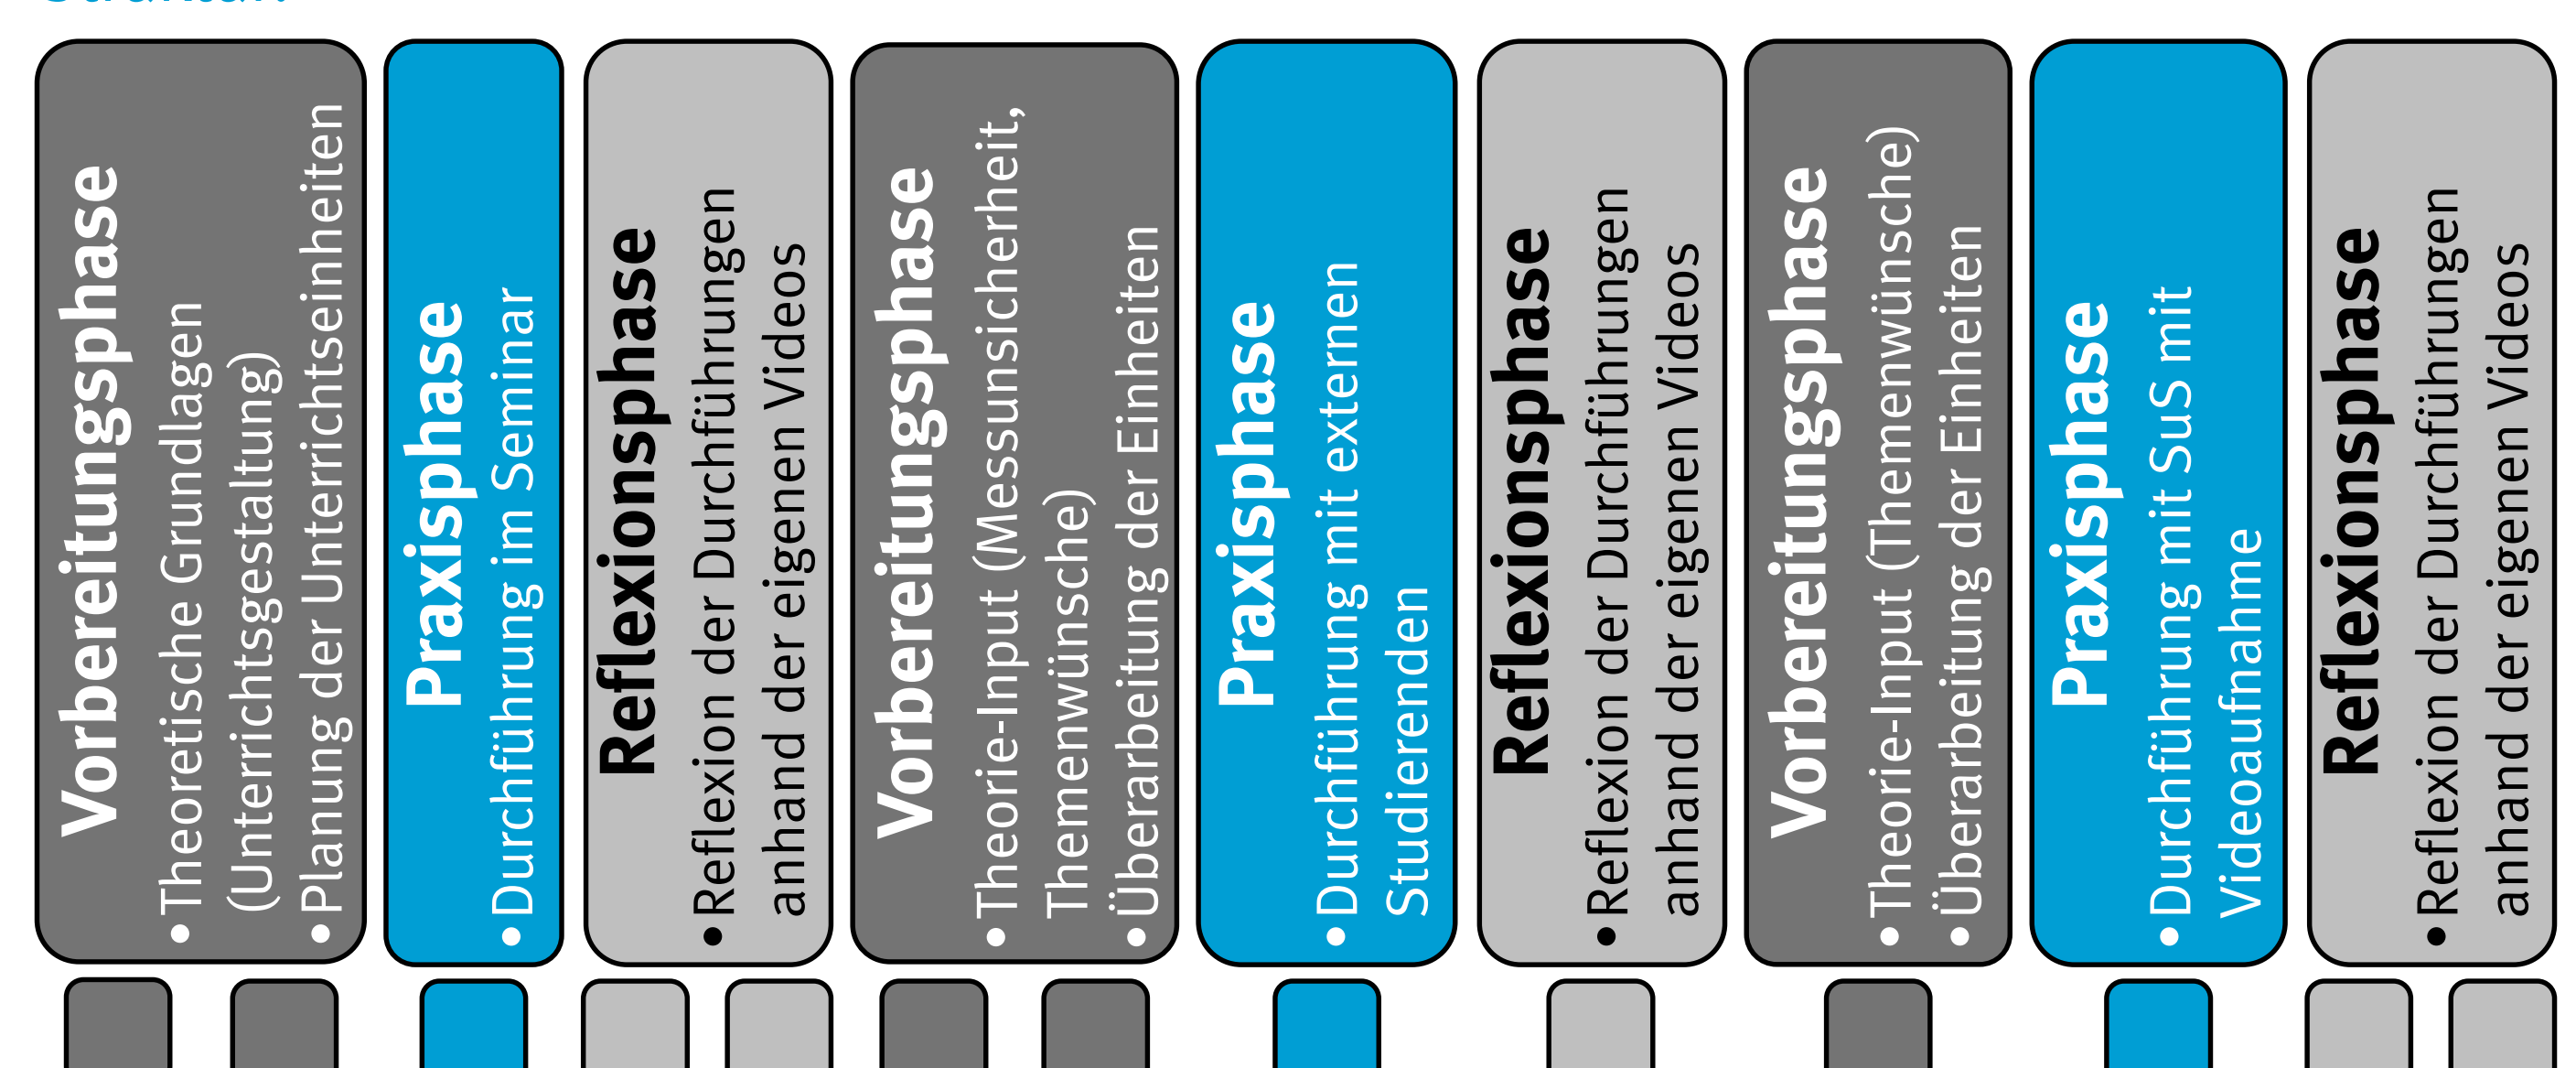 Vorbereitungsphase
•Theoretische Grundlagen
(Unterrichtsgestaltung)
•Planung der Unterrichtseinheiten
Praxisphase
•Durchführung im Seminar
Reflexionsphase
•Reflexion der Durchführungen
anhand der eigenen Videos
Vorbereitungsphase
•Theorie-Input (Messunsicherheit,
Themenwünsche)
•Überarbeitung der Einheiten
Praxisphase
•Durchführung mit externen
Studierenden
Reflexionsphase
•Reflexion der Durchführungen
anhand der eigenen Videos
Vorbereitungsphase
•Theorie-Input (Themenwünsche)
•Überarbeitung der Einheiten
Praxisphase
•Durchführung mit SuS mit
Videoaufnahme
Reflexionsphase
•Reflexion der Durchführungen
anhand der eigenen Videos